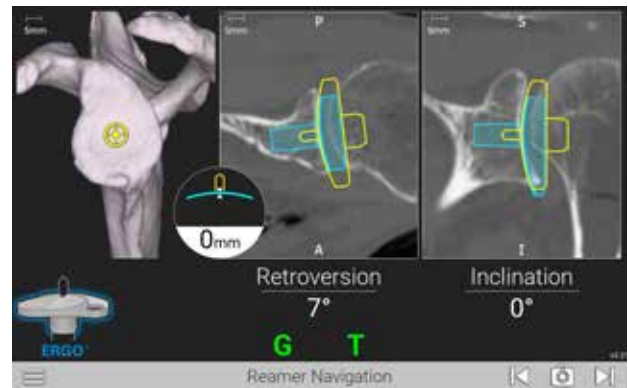 5mm
5mm
P
5mm
S
0mm
A
I
Retroversion
Inclination
7°
0°
ERGO
G T
Reamer Navigation